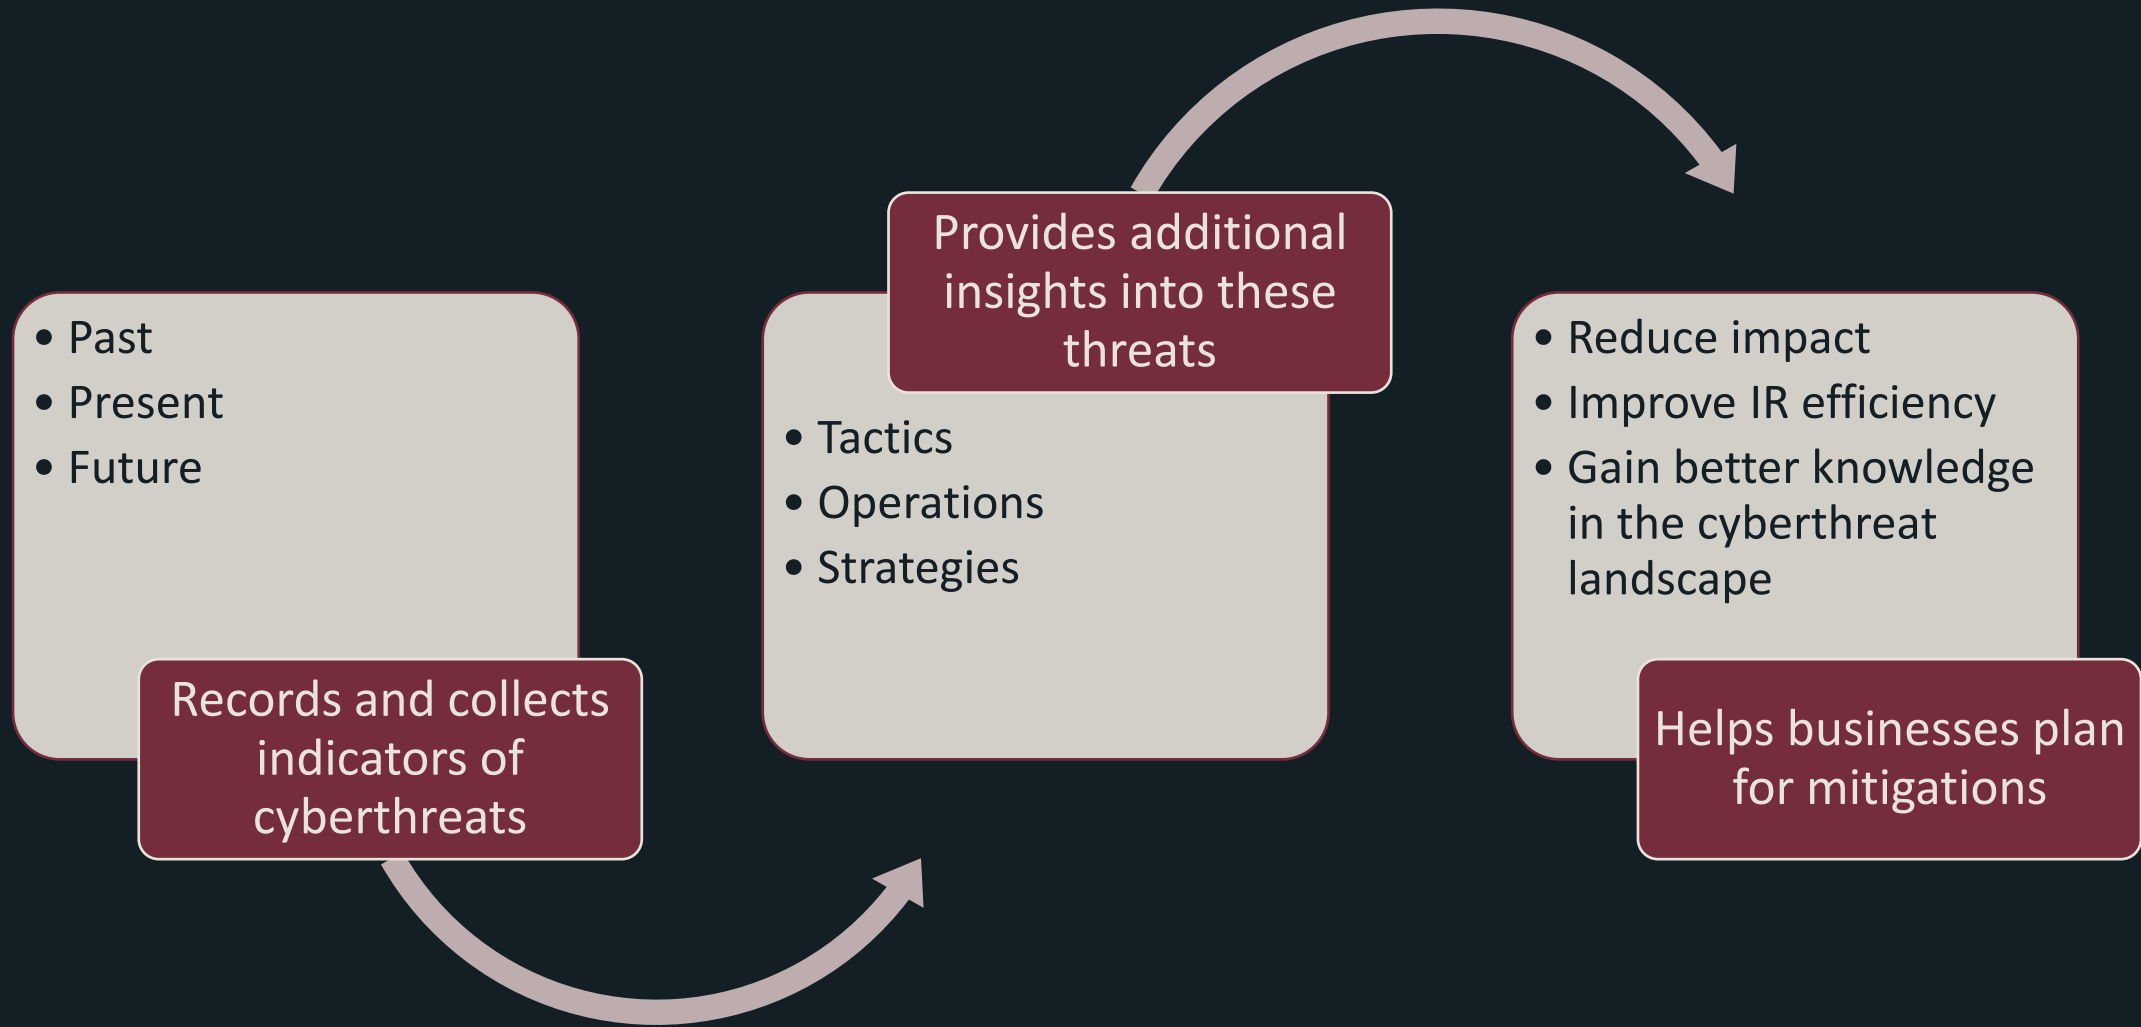 • Past
• Present
• Future
Records and collects
indicators of
cyberthreats
Provides additional
insights into these
threats
• Tactics
• Operations
• Strategies
• Reduce impact
• Improve IR efficiency
• Gain better knowledge
in the cyberthreat
landscape
Helps businesses plan
for mitigations